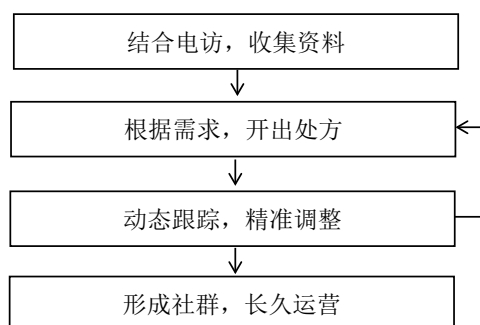 结合电访，收集资料
根据需求，开出处方
动态跟踪，精准调整
形成社群，长久运营